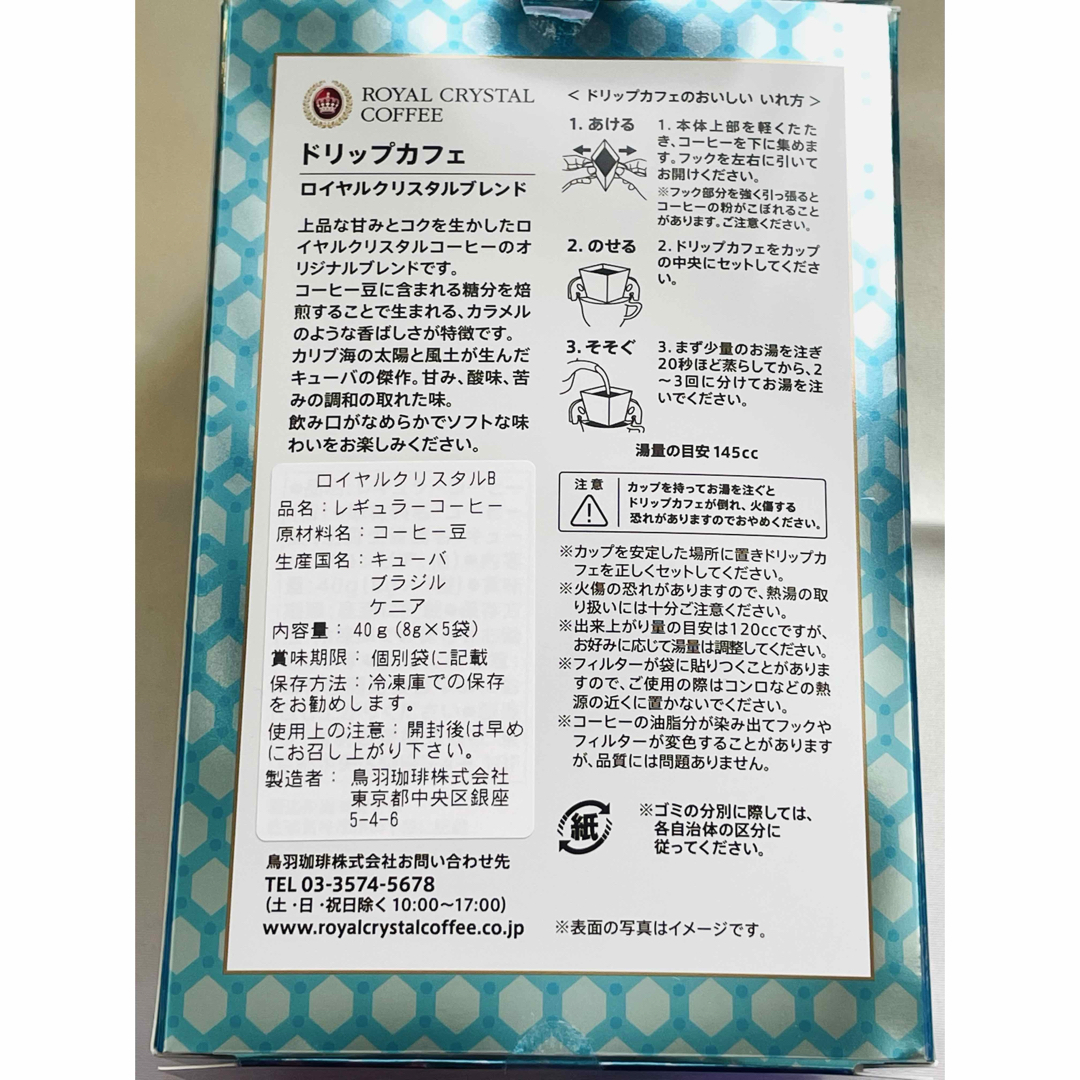 ROYAL CRYSTAL
COFFEE
ドリップカフェ
ロイヤルクリスタルブレンド
上品な甘みとコクを生かしたロ
イヤルクリスタルコーヒーのオ
リジナルブレンドです。
コーヒー豆に含まれる糖分を焙
煎することで生まれる、カラメル
のような香ばしさが特徴です。
カリブ海の太陽と風土が生んだ
キューバの傑作。甘み、酸味、苦
みの調和の取れた味。
飲み口がなめらかでソフトな味
わいをお楽しみください。
ロイヤルクリスタルB
品名：レギュラーコーヒー
原材料名：コーヒー豆
生産国名：キューバ
ブラジル
ケニア
内容量：40g(8g×5袋)
賞味期限：個別袋に記載
保存方法：冷凍庫での保存
をお勧めします。
使用上の注意：開封後は早め
にお召し上がり下さい。
製造者：鳥羽珈琲株式会社
東京都中央区銀座
5-4-6
鳥羽珈琲株式会社お問い合わせ先
TEL 03-3574-5678
(土・日・祝日除く 10:00～17:00)
www.royalcrystalcoffee.co.jp
＜ ドリップカフェのおいしい いれ方 ＞
1. あける
1. 本体上部を軽くたた
き、コーヒーを下に集めま
す。フックを左右に引いて
お開けください。
※フック部分を強く引っ張ると
コーヒーの粉がこぼれること
があります。ご注意ください。
2. のせる
2. ドリップカフェをカップ
の中央にセットしてくださ
い。
3. そそぐ
3. まず少量のお湯を注ぎ
20秒ほど蒸らしてから、2
～3回に分けてお湯を注
いでください。
湯量の目安 145cc
注意
カップを持ってお湯を注ぐと
ドリップカフェが倒れ、火傷する
恐れがありますのでおやめください。
※カップを安定した場所に置きドリップカ
フェを正しくセットしてください。
※火傷の恐れがありますので、熱湯の取
り扱いには十分ご注意ください。
※出来上がり量の目安は120ccですが、
お好みに応じて湯量は調整してください。
※フィルターが袋に貼りつくことがありま
すので、ご使用の際はコンロなどの熱
源の近くに置かないでください。
※コーヒーの油脂分が染み出てフックや
フィルターが変色することがあります
が、品質には問題ありません。
紙
※ゴミの分別に際しては、
各自治体の区分に
従ってください。
※表面の写真はイメージです。